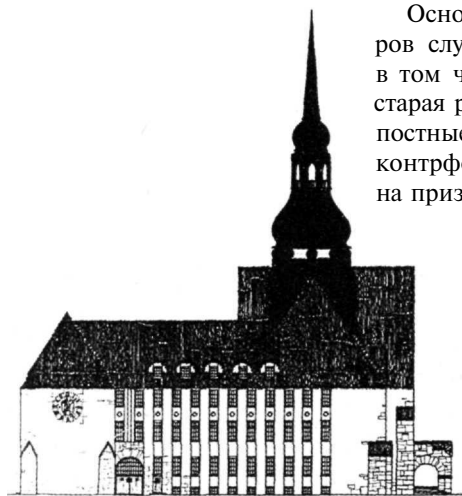 Осно
ров слу
в том ч
старая р
постные
контрфо
на приз